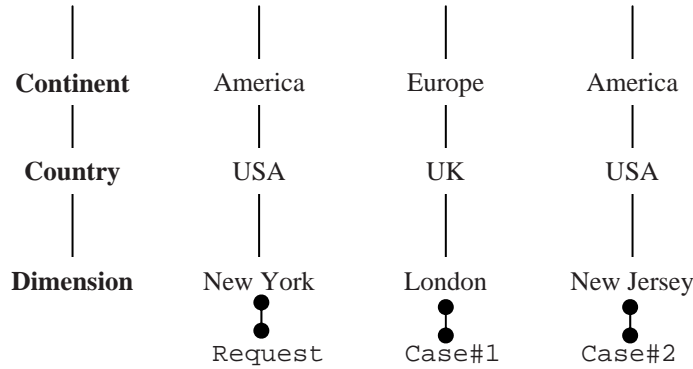 Continent America Europe America
Country USA UK USA
Dimension New York London New Jersey
Request Case#1 Case#2